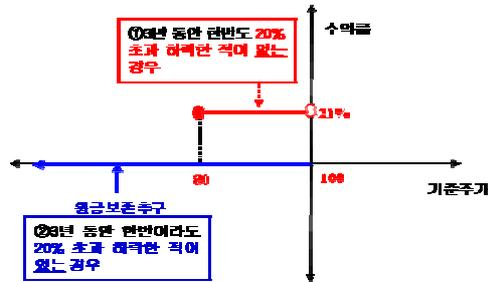 ①3년 동안 한번도 20%
초과 하락한 적이 없는
경우
수익률
21%
80
100
기준주가
원금보존추구
②3년 동안 한번이라도
20% 초과 하락한 적이
있는 경우